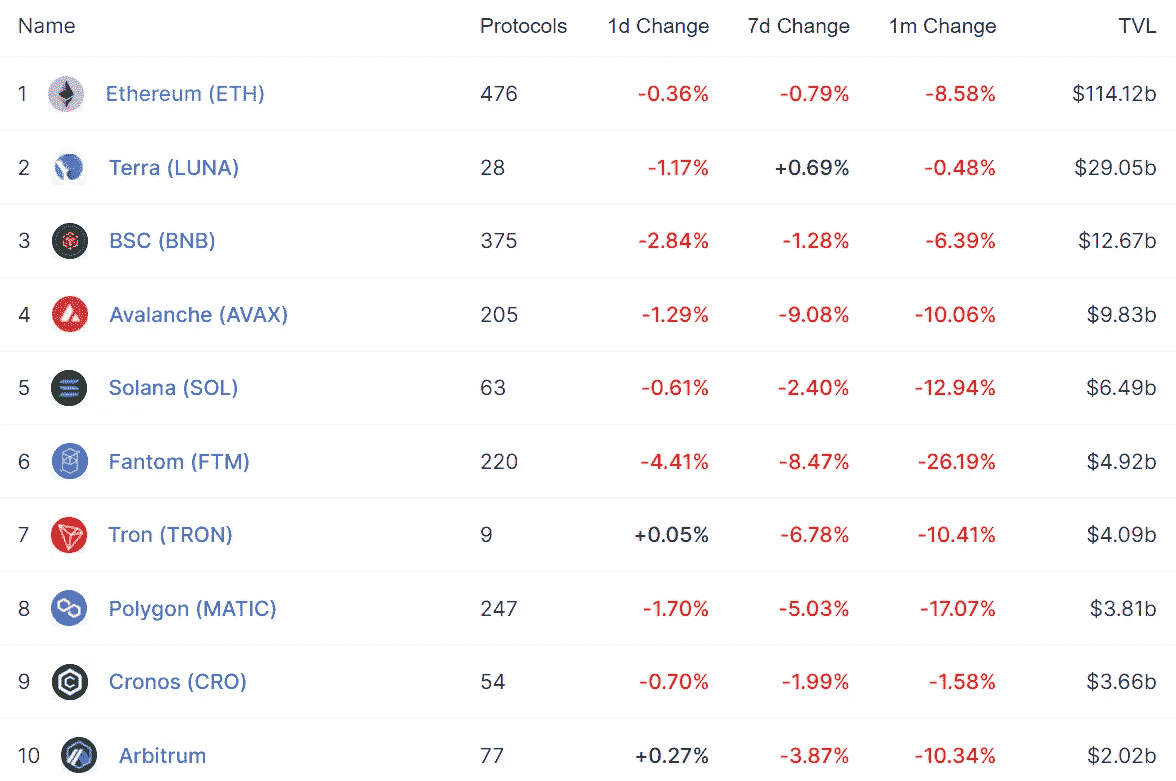 Name Protocols 1d Change 7d Change 1m Change TVL
1 Ethereum (ETH) 476 -0.36% -0.79% -8.58% $114.12b
2 Terra (LUNA) 28 -1.17% +0.69% -0.48% $29.05b
3 BSC (BNB) 375 -2.84% -1.28% -6.39% $12.67b
4 Avalanche (AVAX) 205 -1.29% -9.08% -10.06% $9.83b
5 Solana (SOL) 63 -0.61% -2.40% -12.94% $6.49b
6 Fantom (FTM) 220 -4.41% -8.47% -26.19% $4.92b
7 Tron (TRON) 9 +0.05% -6.78% -10.41% $4.09b
8 Polygon (MATIC) 247 -1.70% -5.03% -17.07% $3.81b
9 Cronos (CRO) 54 -0.70% -1.99% -1.58% $3.66b
10 Arbitrum 77 +0.27% -3.87% -10.34% $2.02b